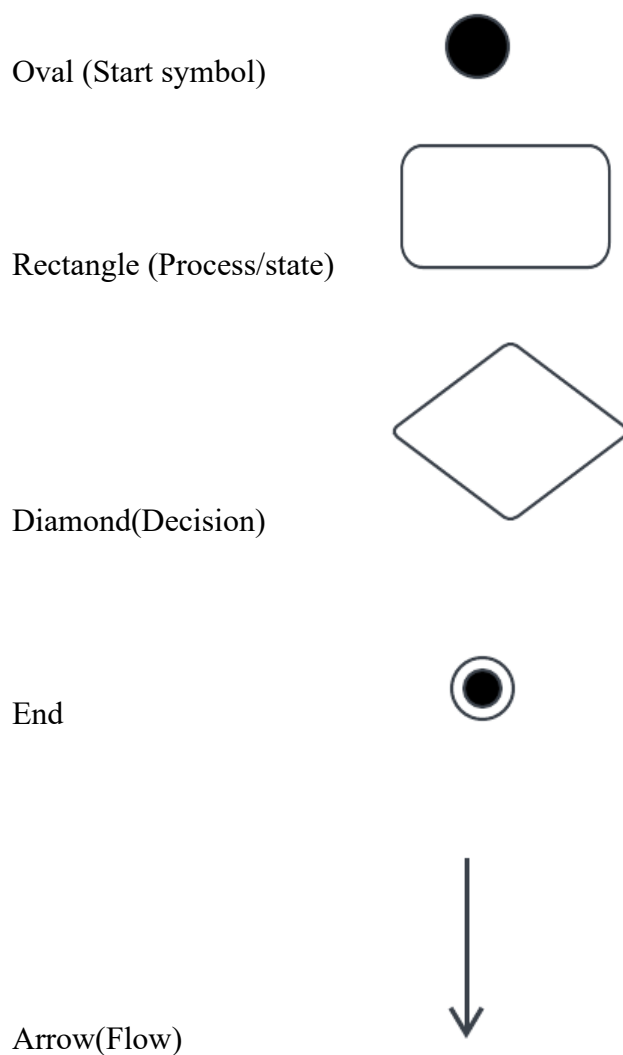 Oval (Start symbol)
Rectangle (Process/state)
Diamond(Decision)
End
Arrow(Flow)